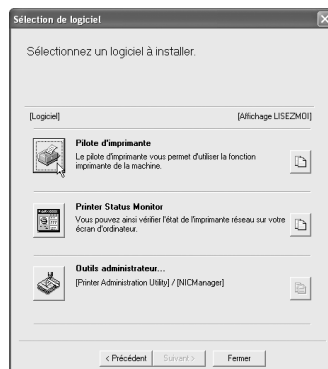 Sélection de logiciel
Sélectionnez un logiciel à installer.
[Logiciel] [Affichage LISEZMOI]
Pilote d'imprimante
Le pilote d'imprimante vous permet d'utiliser la fonction
imprimante de la machine.
Printer Status Monitor
Vous pouvez ainsi vérifier l'état de l'imprimante réseau sur votre
écran d'ordinateur.
Outils administrateur...
[Printer Administration Utility] / [NICManager]
< Précédent Suivant > Fermer